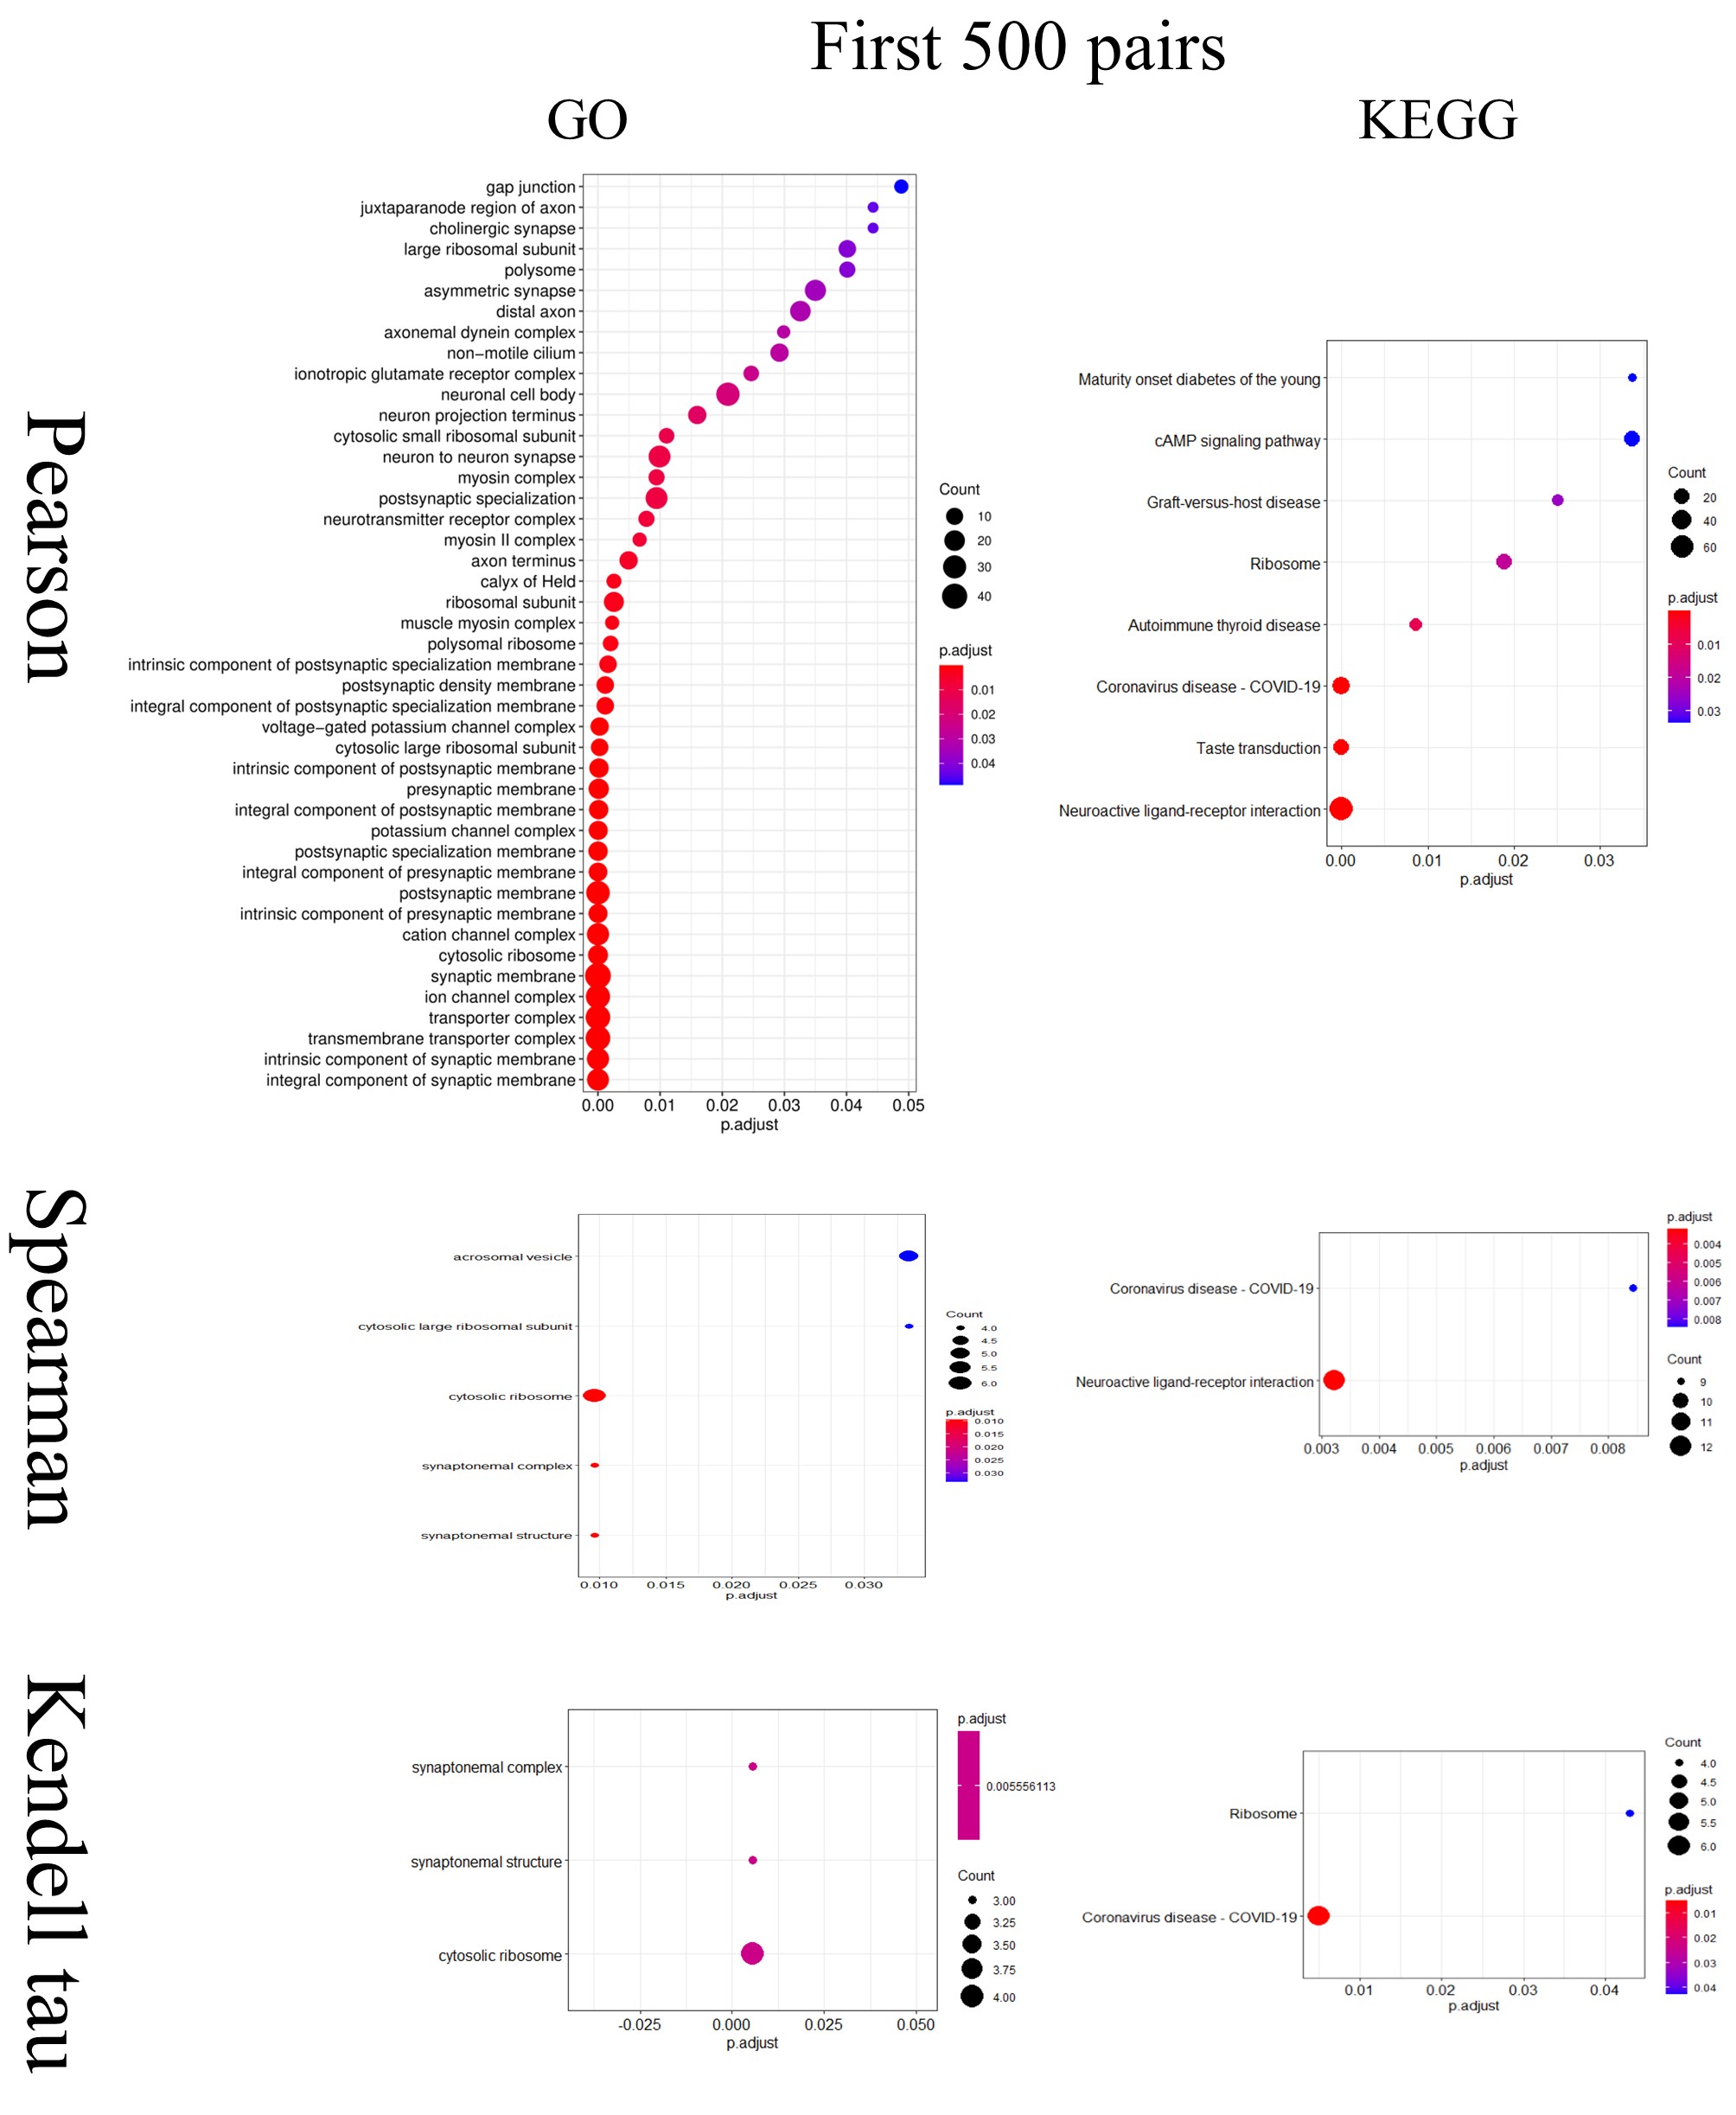 First 500 pairs
GO
KEGG
Pearson
gap junction
juxtaparanode region of axon
cholinergic synapse
large ribosomal subunit
polysome
asymmetric synapse
distal axon
axonemal dynein complex
non−motile cilium
ionotropic glutamate receptor complex
neuronal cell body
neuron projection terminus
cytosolic small ribosomal subunit
neuron to neuron synapse
myosin complex
postsynaptic specialization
neurotransmitter receptor complex
myosin II complex
axon terminus
calyx of Held
ribosomal subunit
muscle myosin complex
polysomal ribosome
intrinsic component of postsynaptic specialization membrane
postsynaptic density membrane
integral component of postsynaptic specialization membrane
voltage−gated potassium channel complex
cytosolic large ribosomal subunit
intrinsic component of postsynaptic membrane
presynaptic membrane
integral component of postsynaptic membrane
potassium channel complex
postsynaptic specialization membrane
integral component of presynaptic membrane
postsynaptic membrane
intrinsic component of presynaptic membrane
cation channel complex
cytosolic ribosome
synaptic membrane
ion channel complex
transporter complex
transmembrane transporter complex
intrinsic component of synaptic membrane
integral component of synaptic membrane
0.00 0.01 0.02 0.03 0.04 0.05
p.adjust
Count
10
20
30
40
p.adjust
0.01
0.02
0.03
0.04
Maturity onset diabetes of the young
cAMP signaling pathway
Graft-versus-host disease
Ribosome
Autoimmune thyroid disease
Coronavirus disease - COVID-19
Taste transduction
Neuroactive ligand-receptor interaction
0.00 0.01 0.02 0.03
p.adjust
Count
20
40
60
p.adjust
0.01
0.02
0.03
Spearman
acrosomal vesicle
cytosolic large ribosomal subunit
cytosolic ribosome
synaptonemal complex
synaptonemal structure
0.010 0.015 0.020 0.025 0.030
p.adjust
Count
4.0
4.5
5.0
5.5
6.0
p.adjust
0.010
0.015
0.020
0.025
0.030
Coronavirus disease - COVID-19
Neuroactive ligand-receptor interaction
0.003 0.004 0.005 0.006 0.007 0.008
p.adjust
p.adjust
0.004
0.005
0.006
0.007
0.008
Count
9
10
11
12
Kendell tau
synaptonemal complex
synaptonemal structure
cytosolic ribosome
-0.025 0.000 0.025 0.050
p.adjust
p.adjust
0.005556113
Count
3.00
3.25
3.50
3.75
4.00
Ribosome
Coronavirus disease - COVID-19
0.01 0.02 0.03 0.04
p.adjust
Count
4.0
4.5
5.0
5.5
6.0
p.adjust
0.01
0.02
0.03
0.04